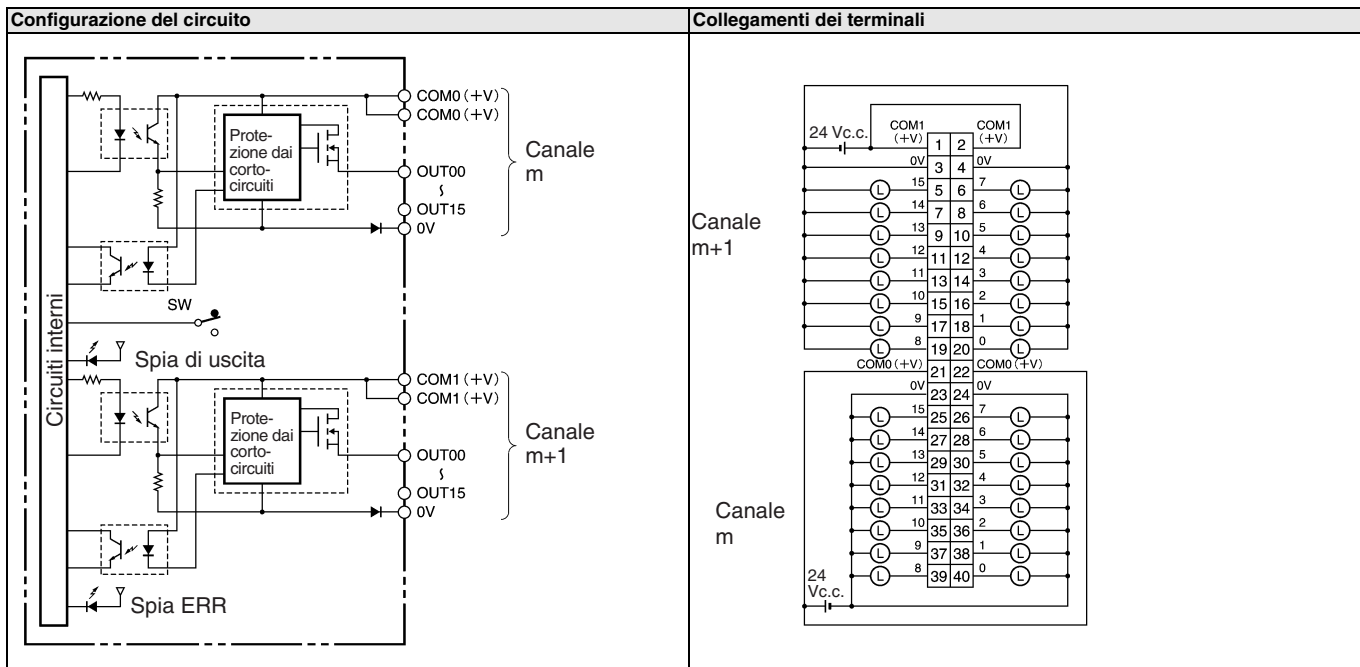 Configurazione del circuito
Collegamenti dei terminali
Circuiti interni
Prote-
zione dai
corto-
circuiti
COM0 (+V)
COM0 (+V)
OUT00
∫
OUT15
0V
Canale
m
SW
Spia di uscita
Prote-
zione dai
corto-
circuiti
COM1 (+V)
COM1 (+V)
OUT00
∫
OUT15
0V
Canale
m+1
Spia ERR
Canale
m+1
24 Vc.c.
COM1
(+V)
1 2
COM1
(+V)
0V 3 4 0V
L 15 5 6 7 L
L 14 7 8 6 L
L 13 9 10 5 L
L 12 11 12 4 L
L 11 13 14 3 L
L 10 15 16 2 L
L 9 17 18 1 L
L 8 19 20 0 L
COM0 (+V) 21 22 COM0 (+V)
0V 23 24 0V
L 15 25 26 7 L
L 14 27 28 6 L
L 13 29 30 5 L
L 12 31 32 4 L
L 11 33 34 3 L
L 10 35 36 2 L
L 9 37 38 1 L
L 8 39 40 0 L
Canale
m
24
Vc.c.